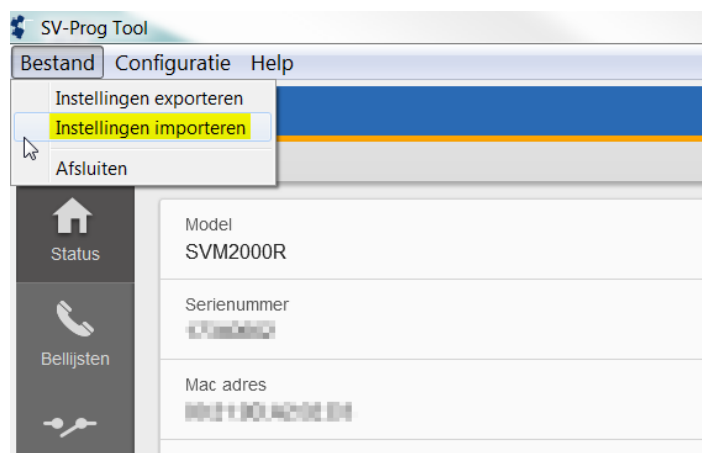 SV-Prog Tool
Bestand Configuratie Help
Instellingen exporteren
Instellingen importeren
Afsluiten
Status
Model
SVM2000R
Bellijsten
Serienummer
Mac adres